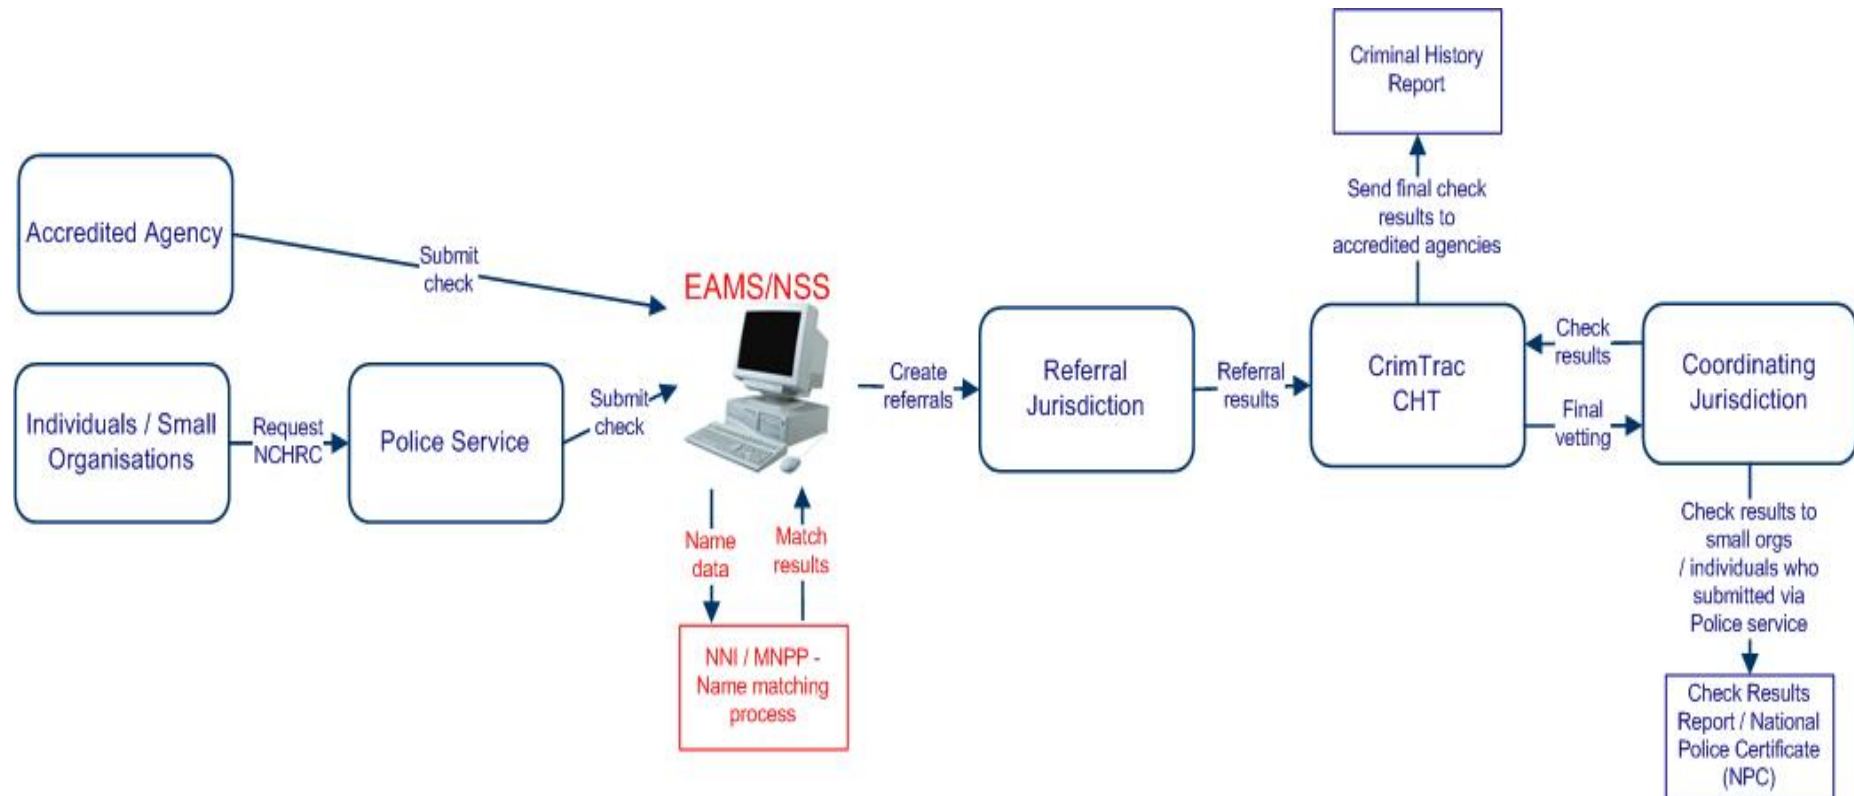 Criminal History
Report
Send final check
results to
accredited agencies
Accredited Agency
Submit
check
EAMS/NSS
Individuals / Small
Organisations
Request
NCHRC
Police Service
Submit
check
Name
data
Match
results
NNI / MNPP -
Name matching
process
Create
referrals
Referral
Jurisdiction
Referral
results
CrimTrac
CHT
Check
results
Final
vetting
Coordinating
Jurisdiction
Check results to
small orgs
/ individuals who
submitted via
Police service
Check Results
Report / National
Police Certificate
(NPC)